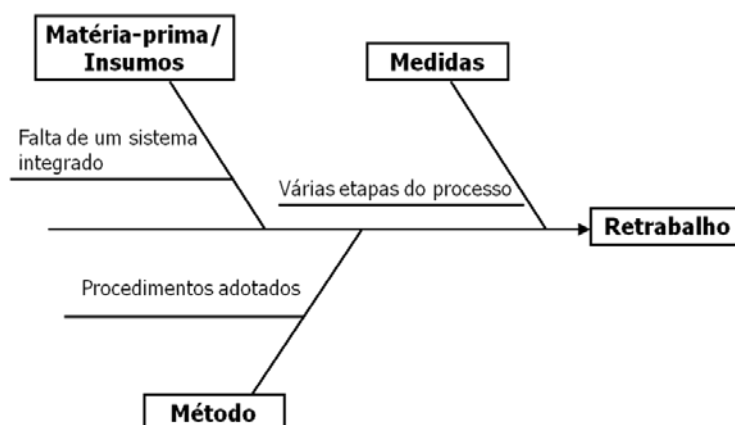 Matéria-prima/
Insumos
Medidas
Falta de um sistema
integrado
Várias etapas do processo
Retrabalho
Procedimentos adotados
Método